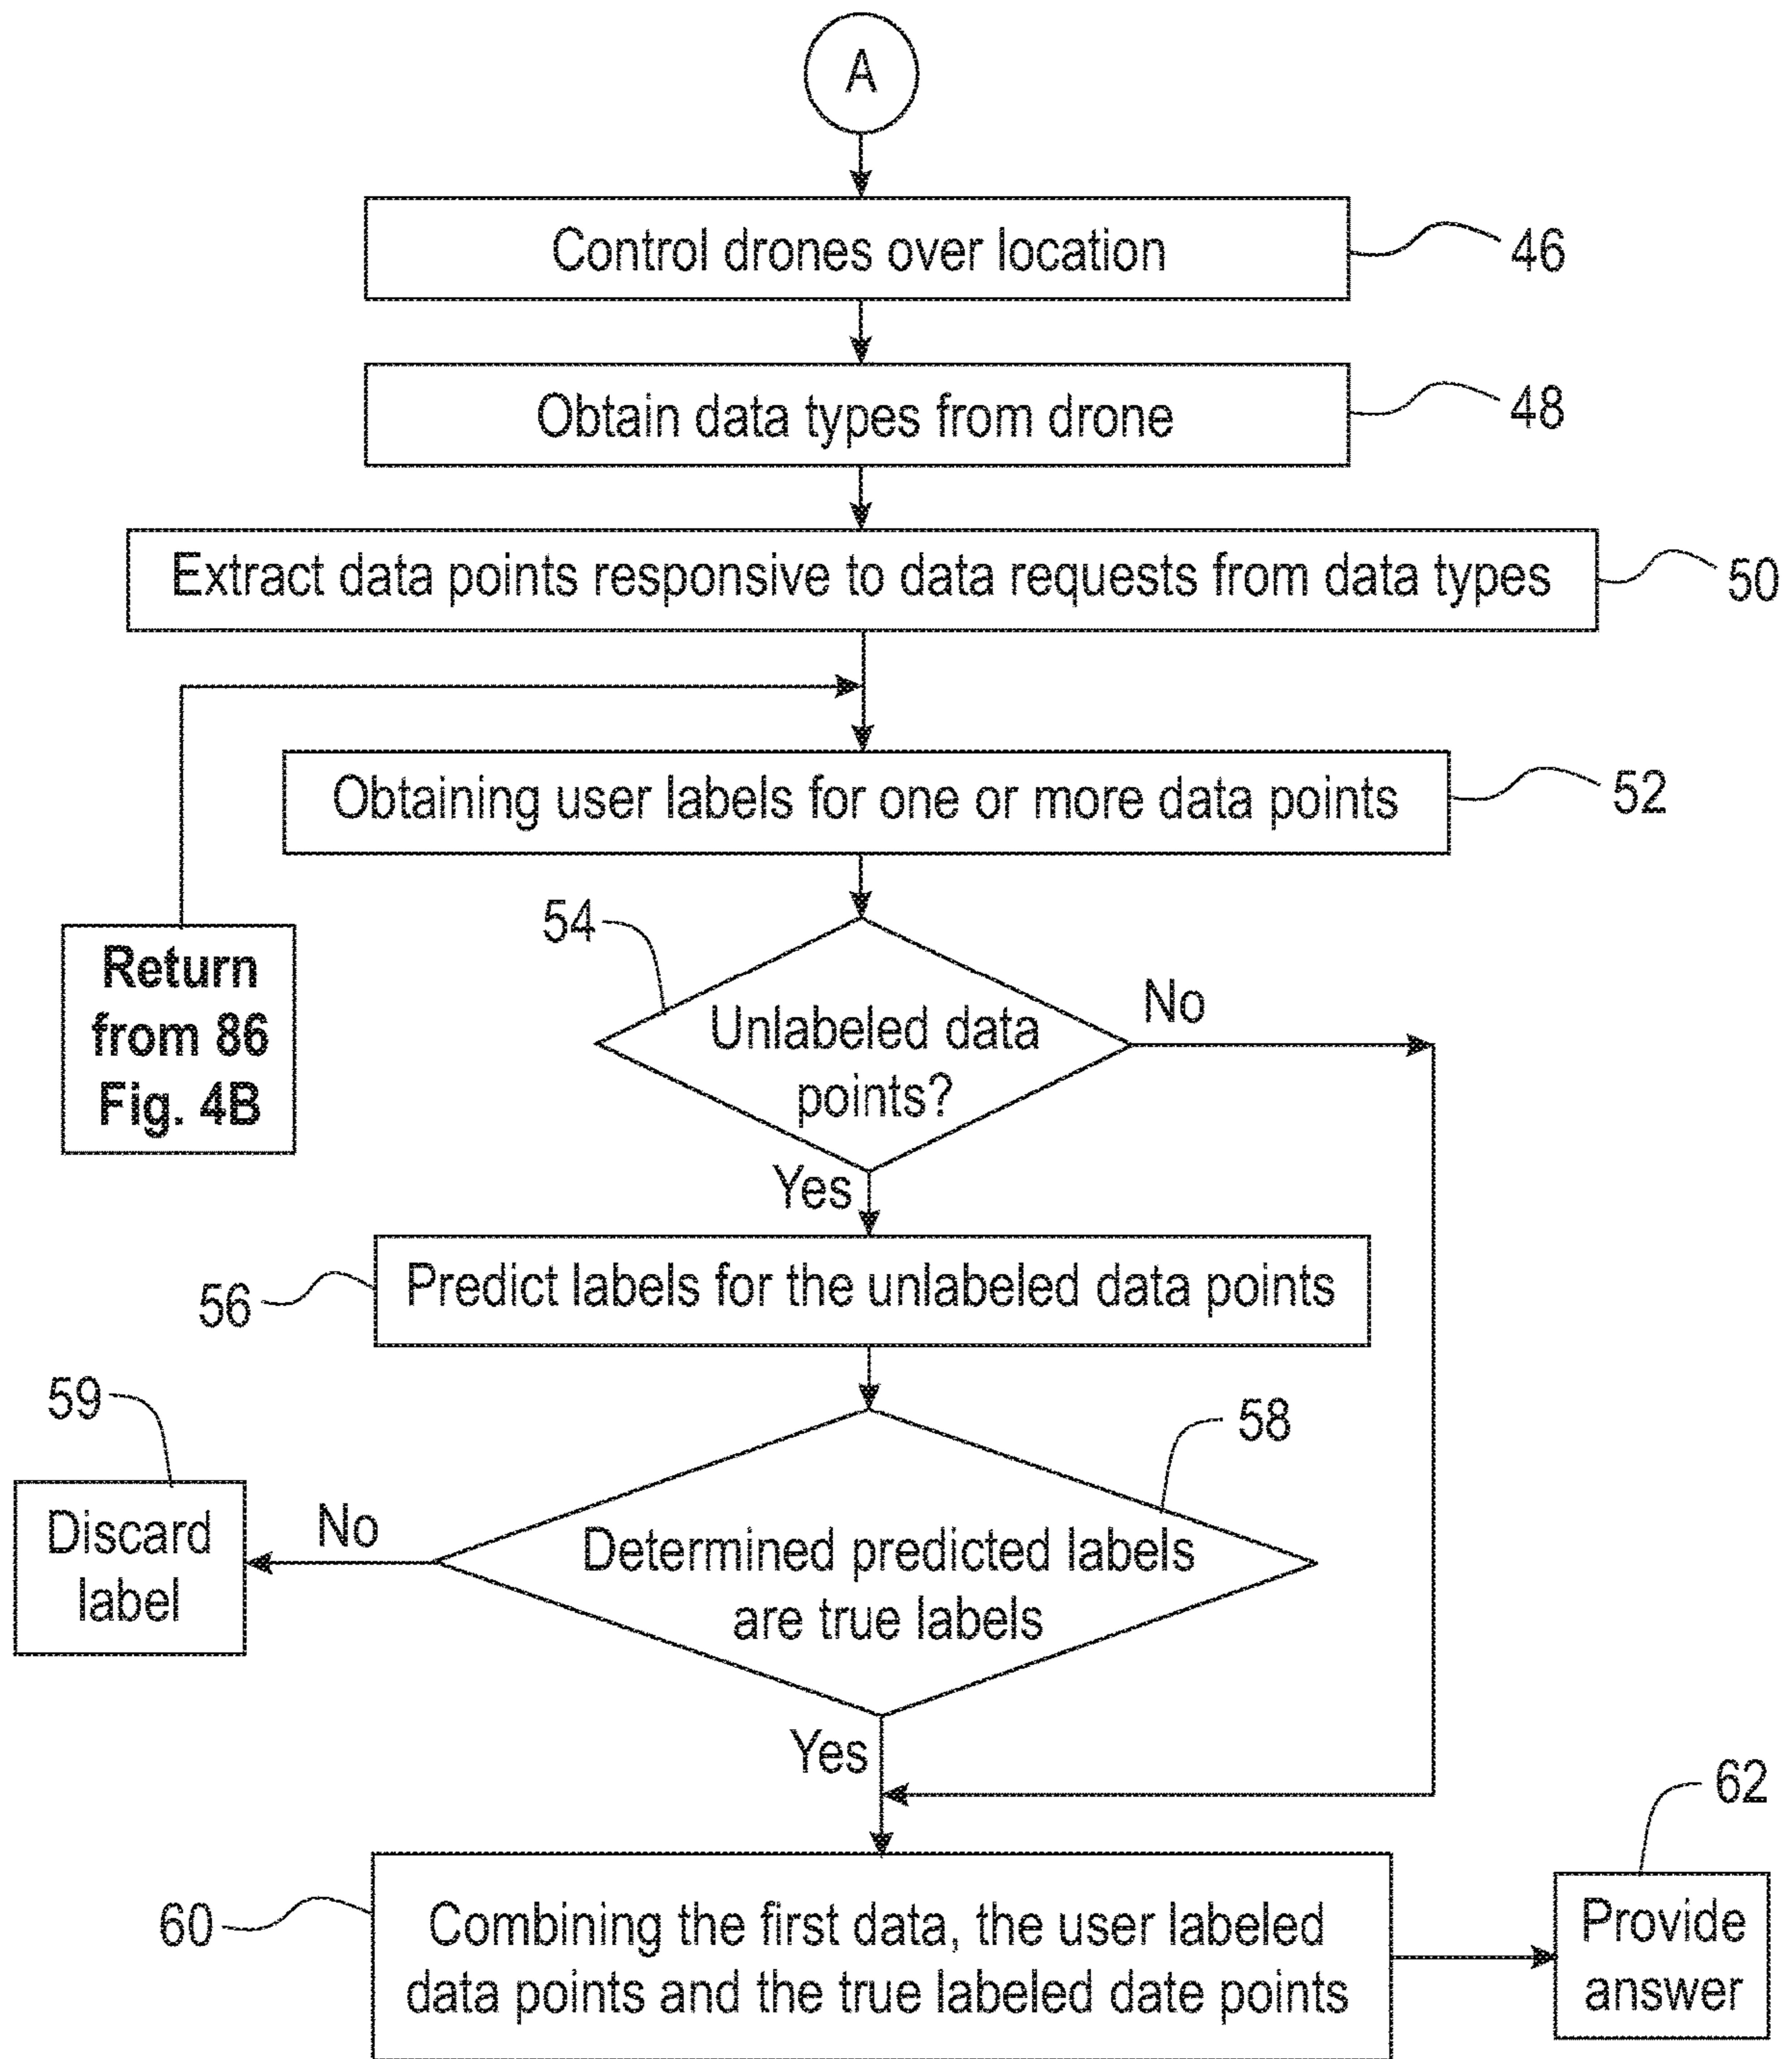 A
Control drones over location
46
Obtain data types from drone
48
Extract data points responsive to data requests from data types
50
Obtaining user labels for one or more data points
52
Return
from 86
Fig. 4B
54
Unlabeled data
points?
No
Yes
Predict labels for the unlabeled data points
56
59
Discard
label
No
58
Determined predicted labels
are true labels
Yes
60
Combining the first data, the user labeled
data points and the true labeled date points
62
Provide
answer